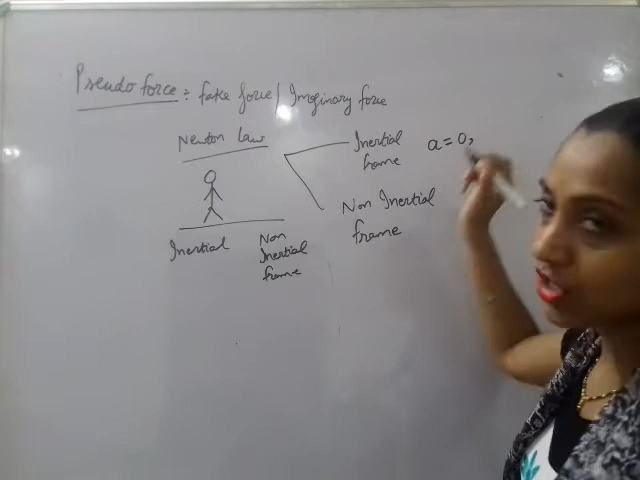 Pseudo force : fake force / Imaginary force
Newton Law
Inertial
frame
a = 0,
Non Inertial
frame
Inertial
Non
Inertial
frame